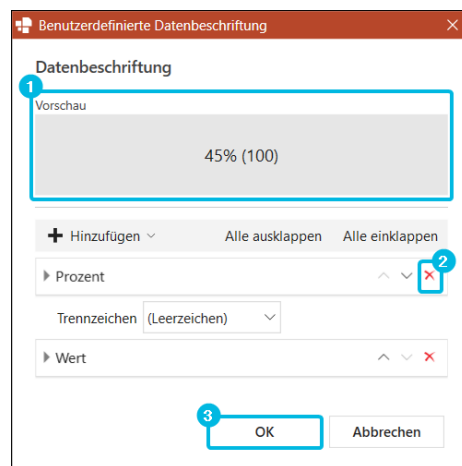 Benutzerdefinierte Datenbeschriftung
Datenbeschriftung
1
Vorschau
45% (100)
Hinzufügen Alle ausklappen Alle einklappen
2
Prozent
Trennzeichen (Leerzeichen)
Wert
3
OK Abbrechen